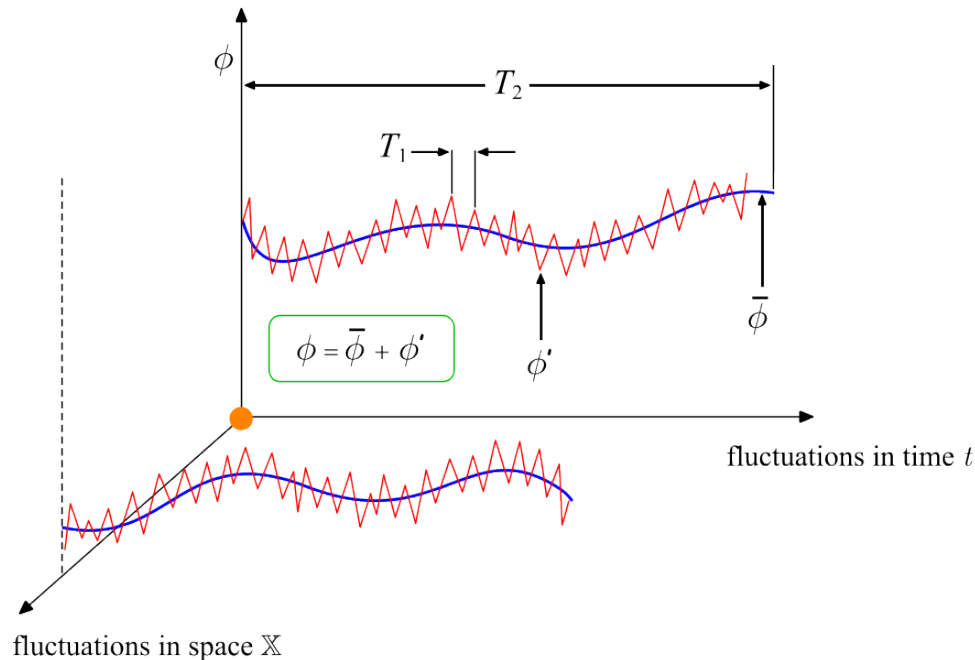 ϕ
T₂
T₁
ϕ̄
ϕ = ϕ̄ + ϕ'
ϕ'
fluctuations in time t
fluctuations in space 𝕏